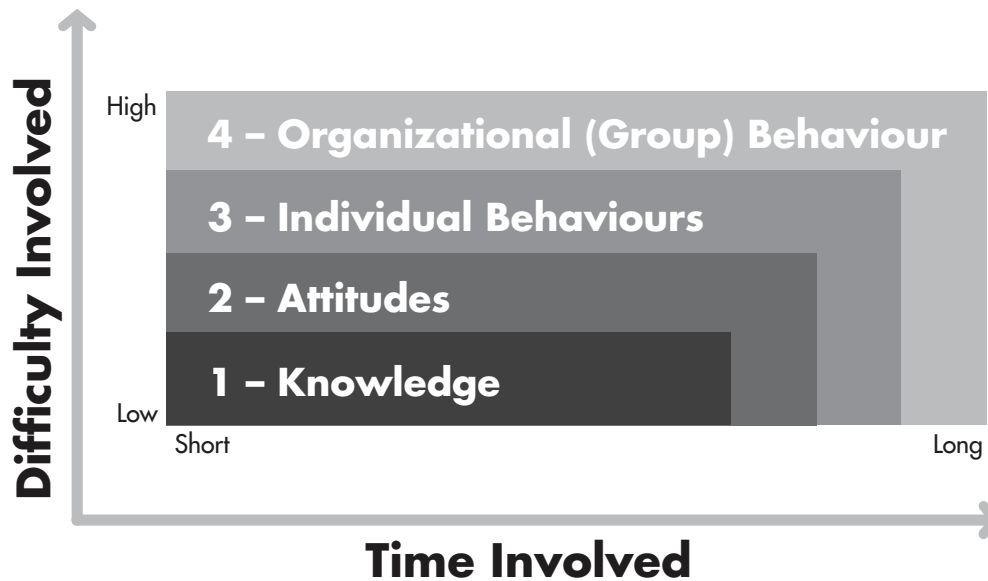 Difficulty Involved
High
4 – Organizational (Group) Behaviour
3 – Individual Behaviours
2 – Attitudes
1 – Knowledge
Low
Short
Long
Time Involved